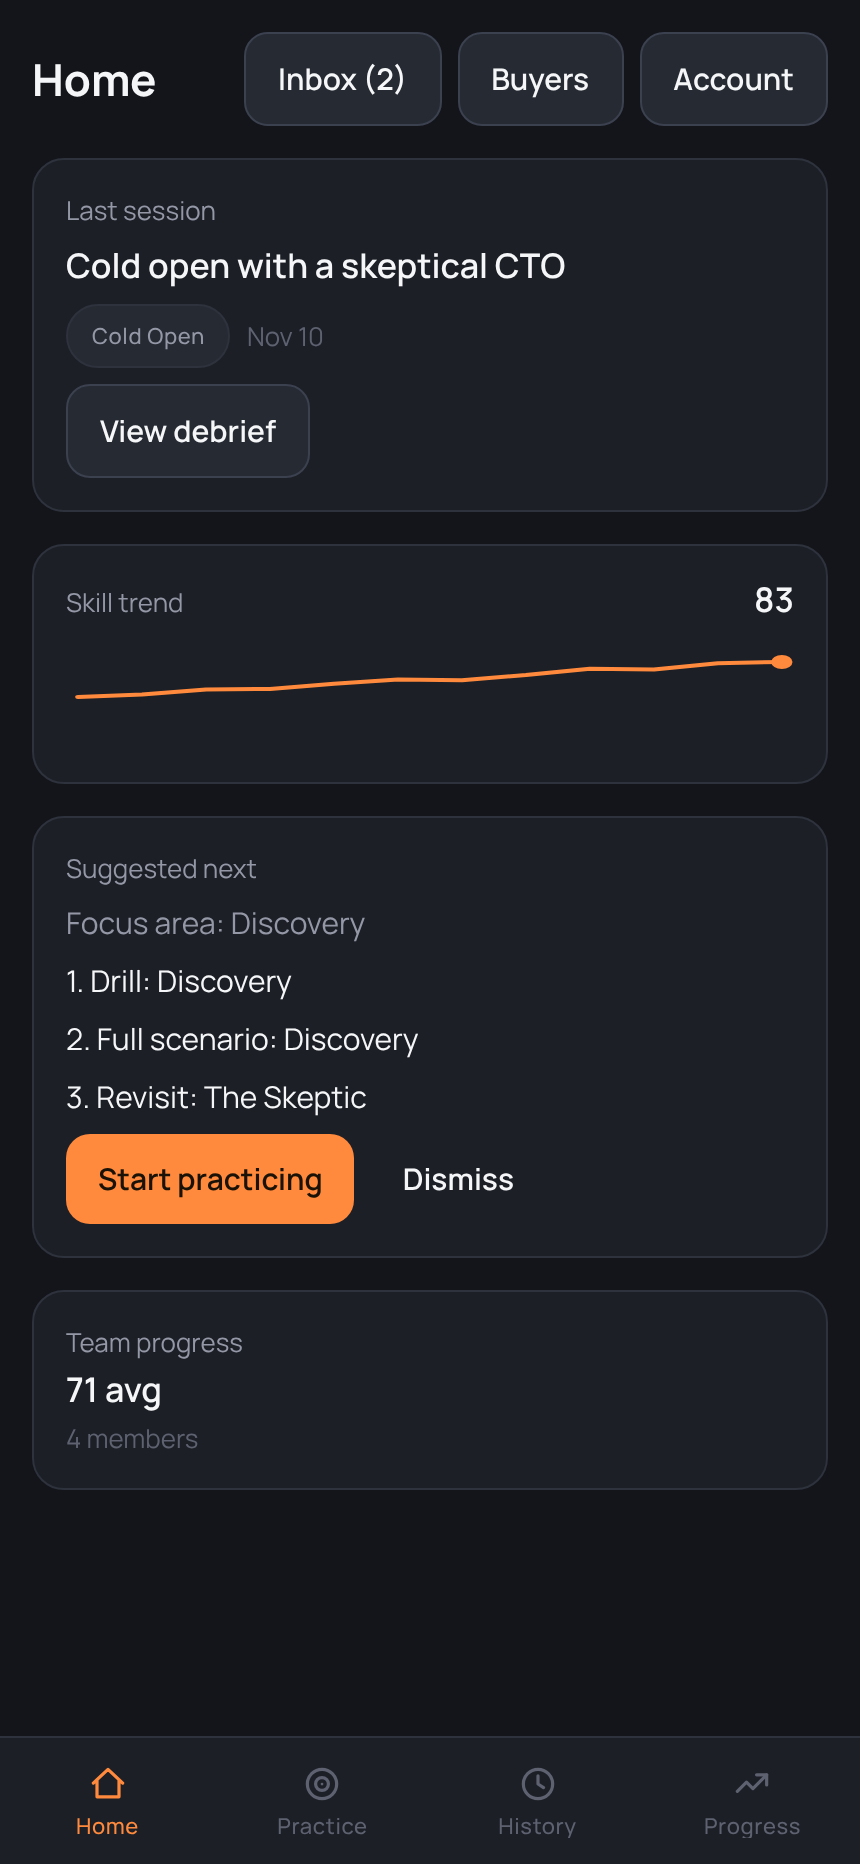 Home
Inbox (2)
Buyers
Account
Last session
Cold open with a skeptical CTO
Cold Open
Nov 10
View debrief
Skill trend
83
Suggested next
Focus area: Discovery
1. Drill: Discovery
2. Full scenario: Discovery
3. Revisit: The Skeptic
Start practicing
Dismiss
Team progress
71 avg
4 members
Home
Practice
History
Progress